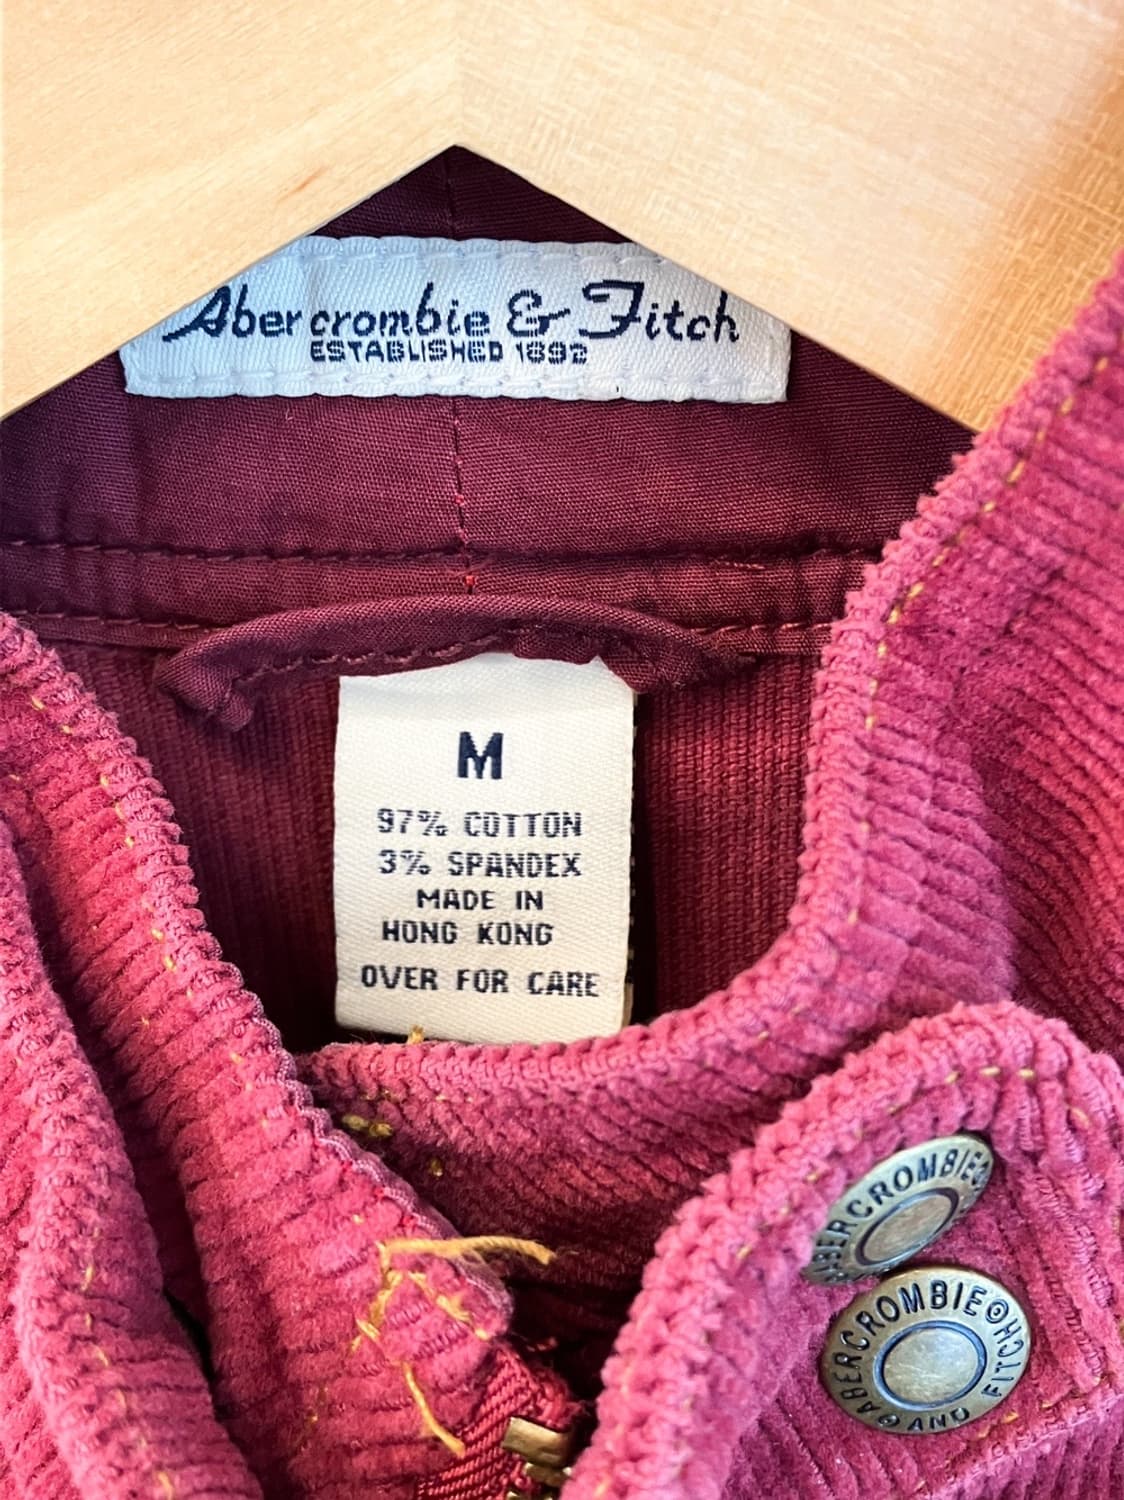 Abercrombie & Fitch
ESTABLISHED 1892
M
97% COTTON
3% SPANDEX
MADE IN
HONG KONG
OVER FOR CARE
ABERCROMBIE
ABERCROMBIE
AND FITCH